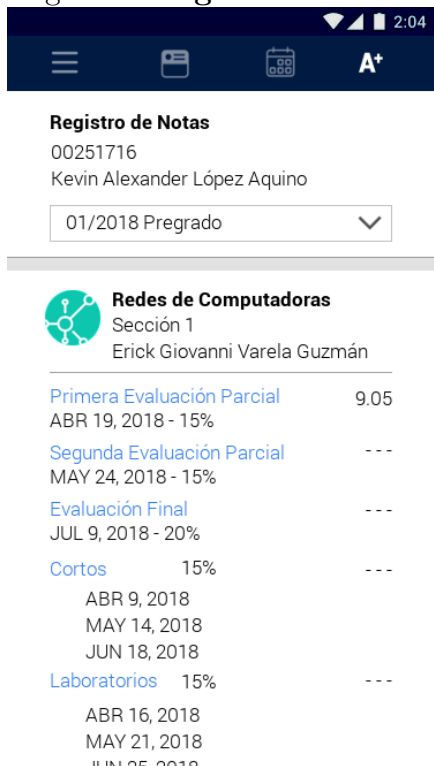 2:04
A+
Registro de Notas
00251716
Kevin Alexander López Aquino
01/2018 Pregrado
Redes de Computadoras
Sección 1
Erick Giovanni Varela Guzmán
Primera Evaluación Parcial 9.05
ABR 19, 2018 - 15%
Segunda Evaluación Parcial - - -
MAY 24, 2018 - 15%
Evaluación Final - - -
JUL 9, 2018 - 20%
Cortos 15% - - -
ABR 9, 2018
MAY 14, 2018
JUN 18, 2018
Laboratorios 15% - - -
ABR 16, 2018
MAY 21, 2018
JUN 25, 2018